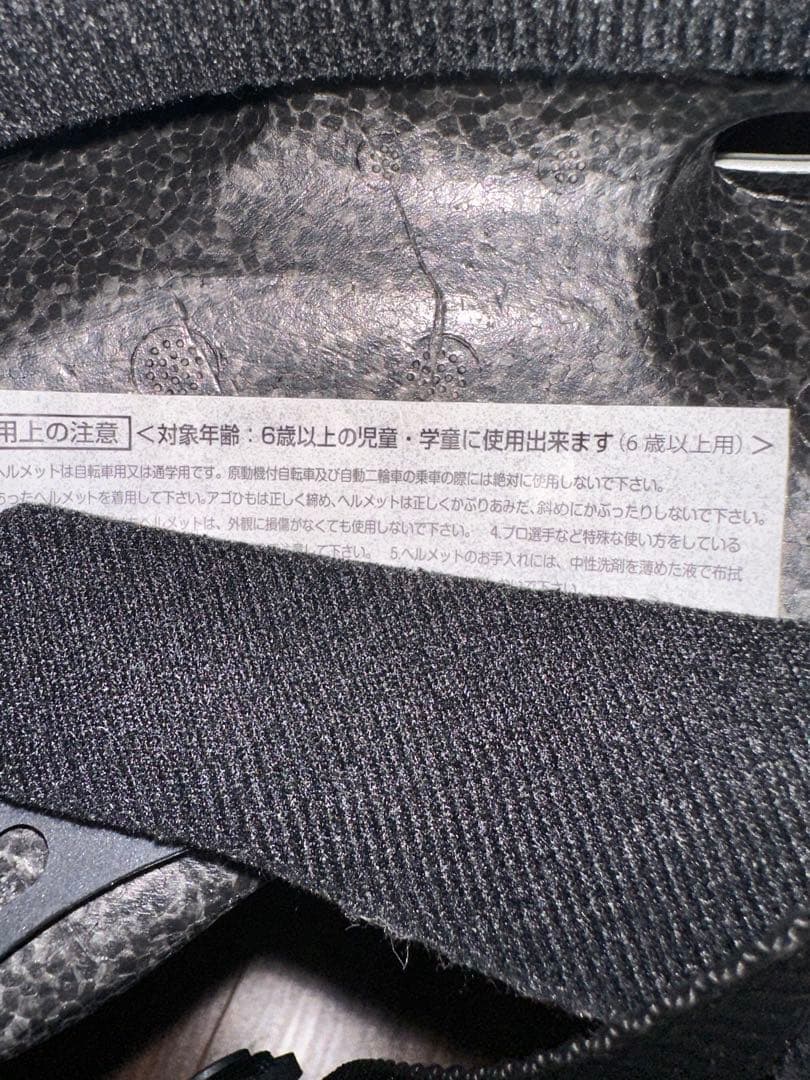 用上の注意 <対象年齢：6歳以上の児童・学童に使用出来ます(6歳以上用)>
ヘルメットは自転車用又は通学用です。原動機付自転車及び自動二輪車の乗車の際には絶対に使用しないで下さい。
あったヘルメットを着用して下さい。アゴひもは正しく締め、ヘルメットは正しくかぶりあみだ、斜めにかぶったりしないで下さい。
ヘルメットは、外観に損傷がなくても使用しないで下さい。 4.プロ選手など特殊な使い方をしている
して下さい。 5.ヘルメットのお手入れには、中性洗剤を薄めた液で布拭